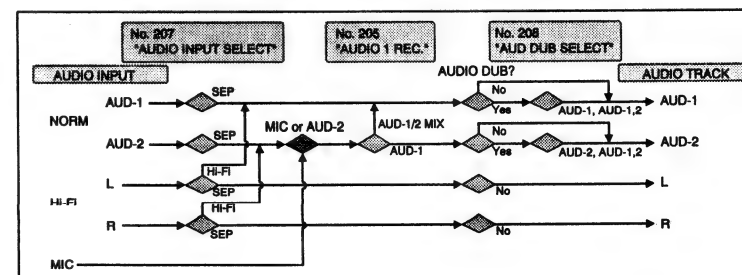 No. 207
"AUDIO INPUT SELECT"
No. 205
"AUDIO 1 REC."
No. 208
"AUD DUB SELECT"
AUDIO INPUT
AUDIO DUB?
AUDIO TRACK
SEP
No
AUD-1
Yes
AUD-1, AUD-1,2
AUD-1
NORM
SEP
MIC or AUD-2
AUD-1/2 MIX
No
AUD-2
AUD-1
Yes
AUD-2, AUD-1,2
AUD-2
Hi-Fi
L
SEP
No
L
Hi-Fi
Hi-Fi
R
SEP
No
R
MIC